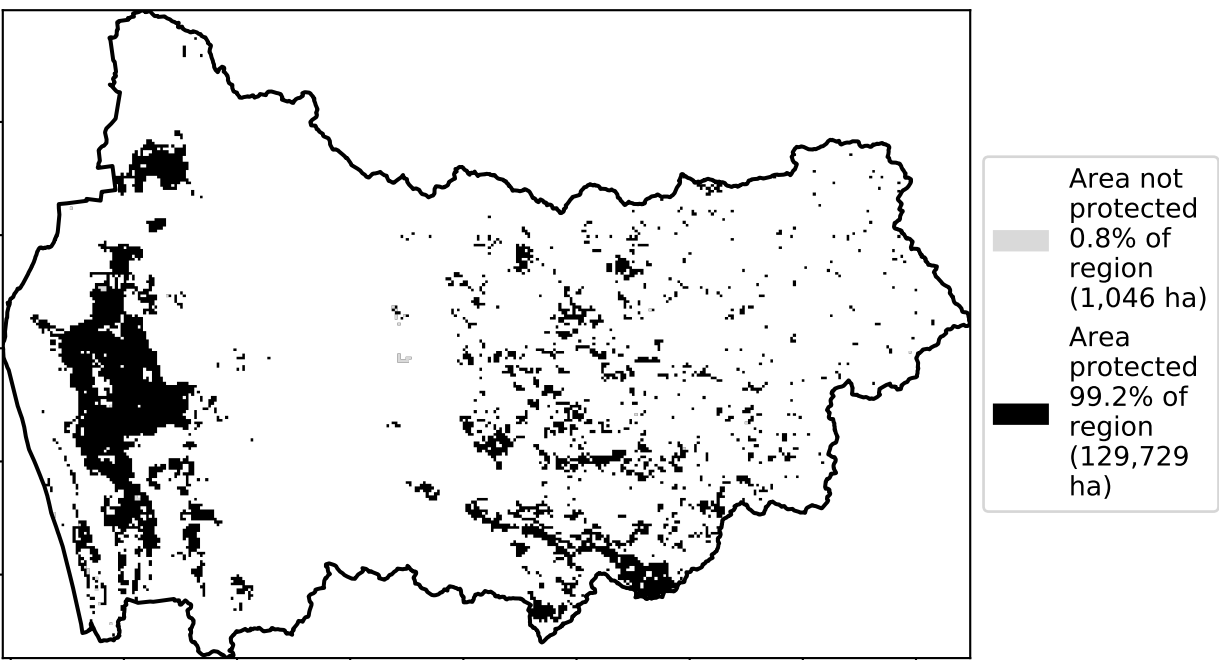 Area not
protected
0.8% of
region
(1,046 ha)
Area
protected
99.2% of
region
(129,729
ha)